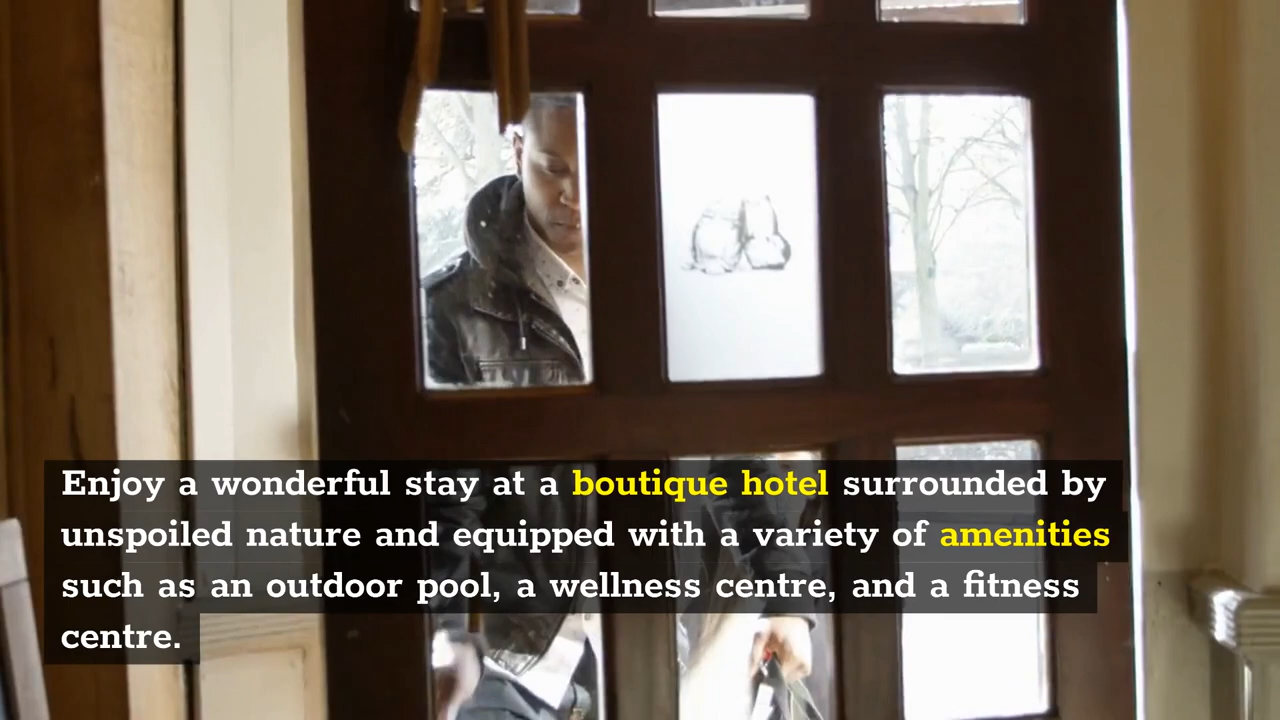 Enjoy a wonderful stay at a boutique hotel surrounded by
unspoiled nature and equipped with a variety of amenities
such as an outdoor pool, a wellness centre, and a fitness
centre.